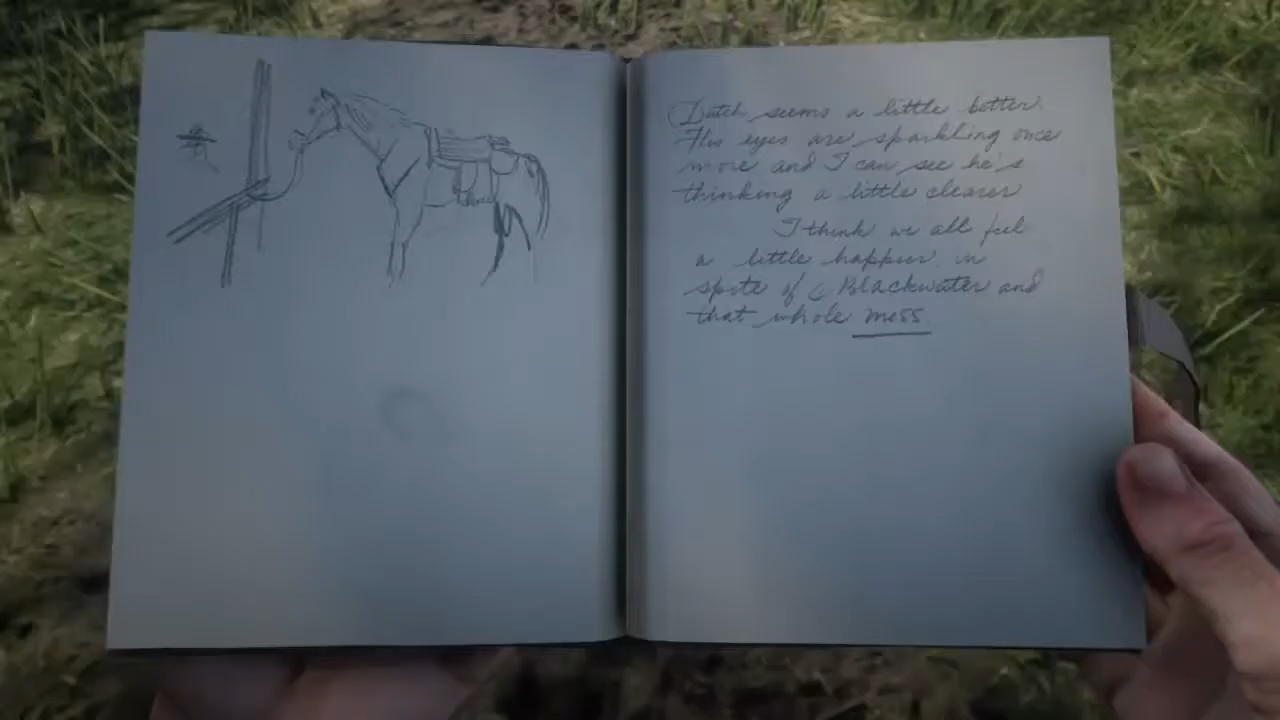 Dutch seems a little better.
His eyes are sparkling once
more and I can see he's
thinking a little clearer
I think we all feel
a little happier in
spite of Blackwater and
that whole mess.